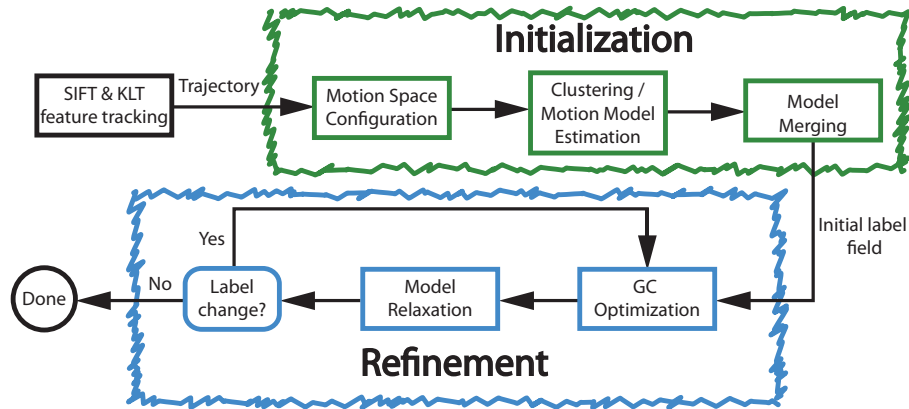 Initialization
SIFT & KLT
feature tracking
Trajectory
Motion Space
Configuration
Clustering /
Motion Model
Estimation
Model
Merging
Initial label
field
GC
Optimization
Model
Relaxation
Label
change?
Yes
No
Done
Refinement